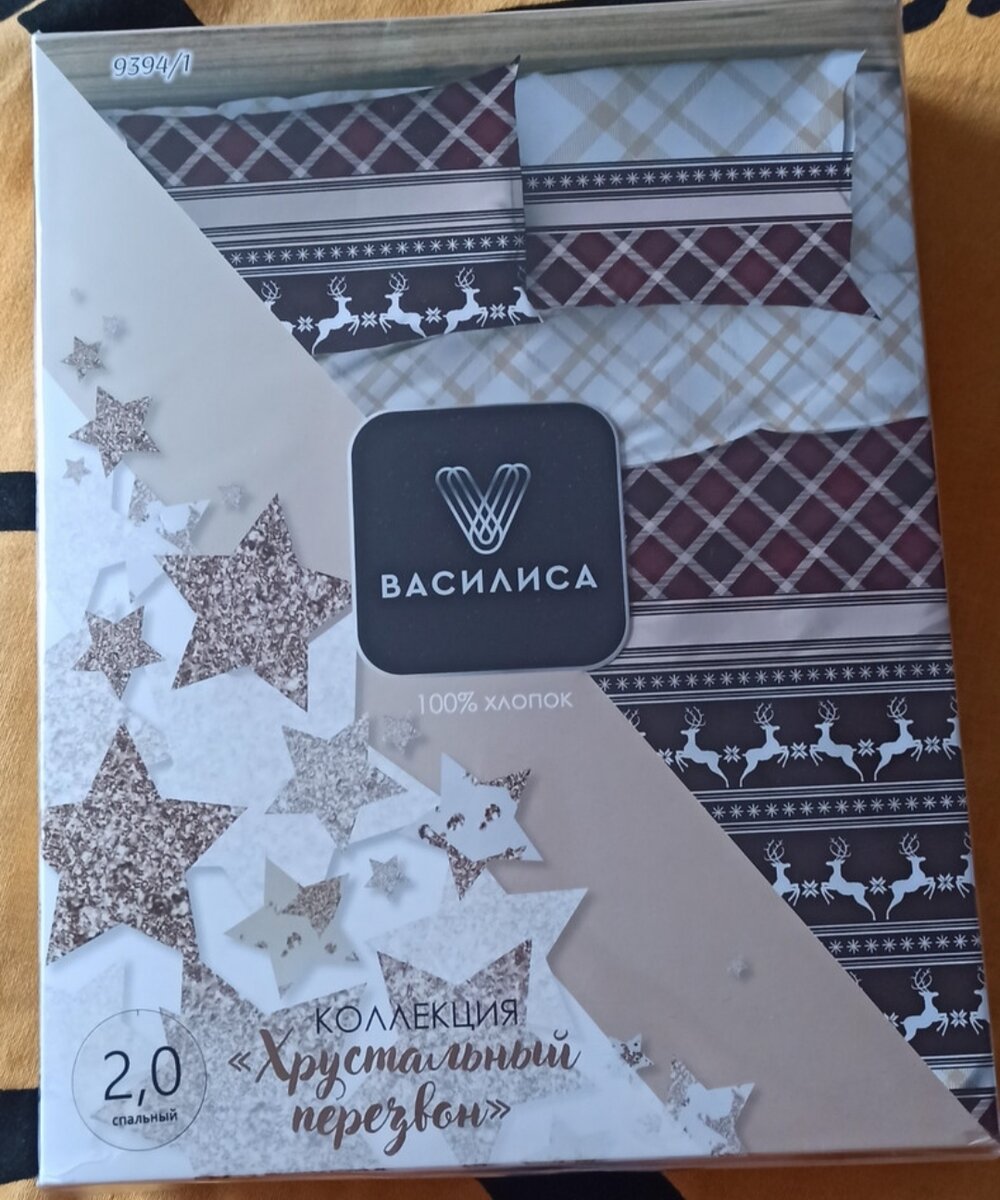 9394/1
ВАСИЛИСА
100% ХЛОПОК
КОЛЛЕКЦИЯ
«Хрустальный
перезвон»
2,0
спальный